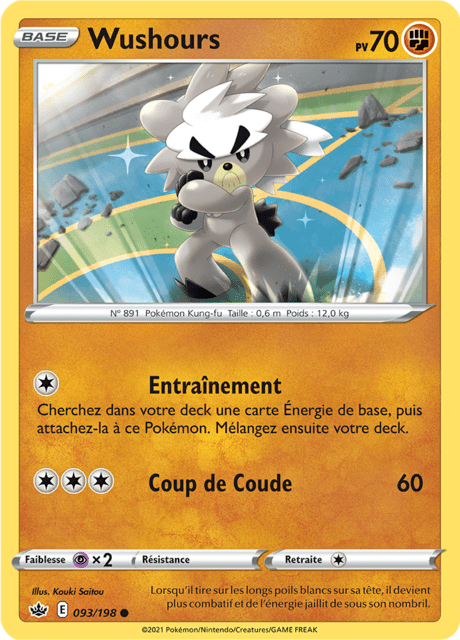 BASE Wushours PV70
N° 891 Pokémon Kung-fu Taille : 0,6 m Poids : 12,0 kg
Entraînement
Cherchez dans votre deck une carte Énergie de base, puis
attachez-la à ce Pokémon. Mélangez ensuite votre deck.
Coup de Coude 60
Faiblesse ×2 Résistance Retraite
Illus. Kouki Saitou
E 093/198
Lorsqu'il tire sur les longs poils blancs sur sa tête, il devient
plus combatif et de l'énergie jaillit de sous son nombril.
©2021 Pokémon/Nintendo/Creatures/GAME FREAK